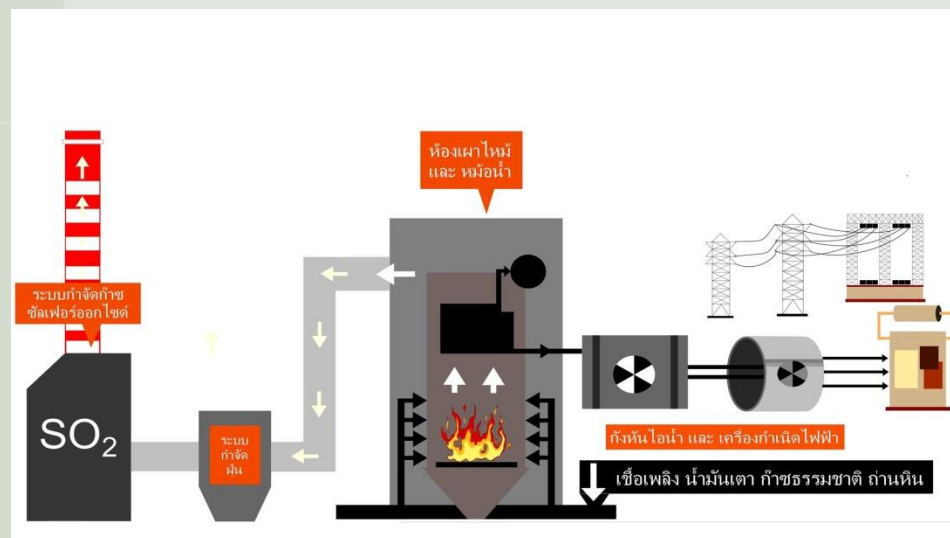 ห้องเผาไหม้
และ หม้อน้ำ
ระบบกำจัดก๊าซ
ซัลเฟอร์ออกไซด์
SO₂
ระบบ
กำจัด
ฝุ่น
กังหันไอน้ำ และ เครื่องกำเนิดไฟฟ้า
เชื้อเพลิง น้ำมันเตา ก๊าซธรรมชาติ ถ่านหิน